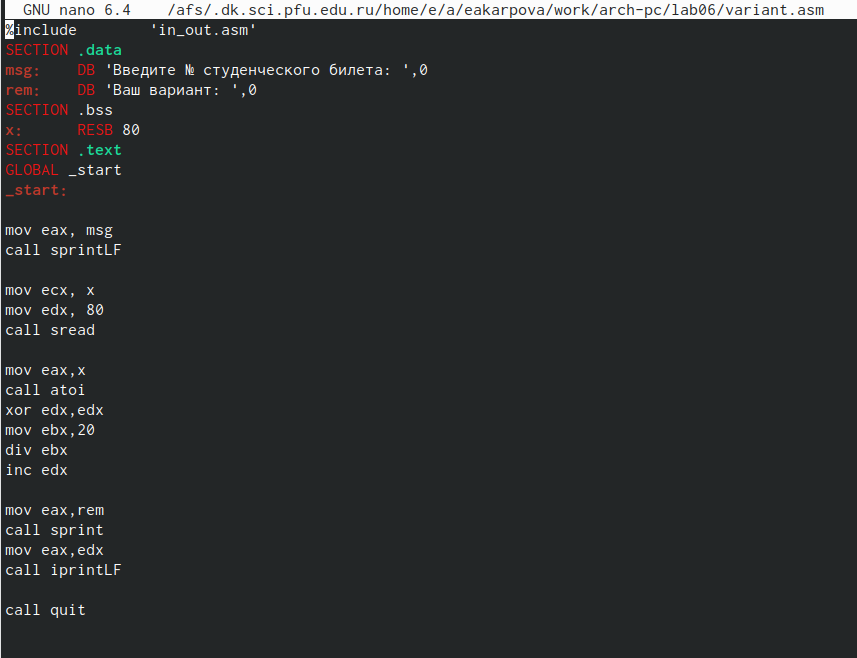 GNU nano 6.4    /afs/.dk.sci.pfu.edu.ru/home/e/a/eakarpova/work/arch-pc/lab06/variant.asm
%include        'in_out.asm'
SECTION .data
msg:    DB 'Введите № студенческого билета: ',0
rem:    DB 'Ваш вариант: ',0
SECTION .bss
x:      RESB 80
SECTION .text
GLOBAL _start
_start:

mov eax, msg
call sprintLF

mov ecx, x
mov edx, 80
call sread

mov eax,x
call atoi
xor edx,edx
mov ebx,20
div ebx
inc edx

mov eax,rem
call sprint
mov eax,edx
call iprintLF

call quit